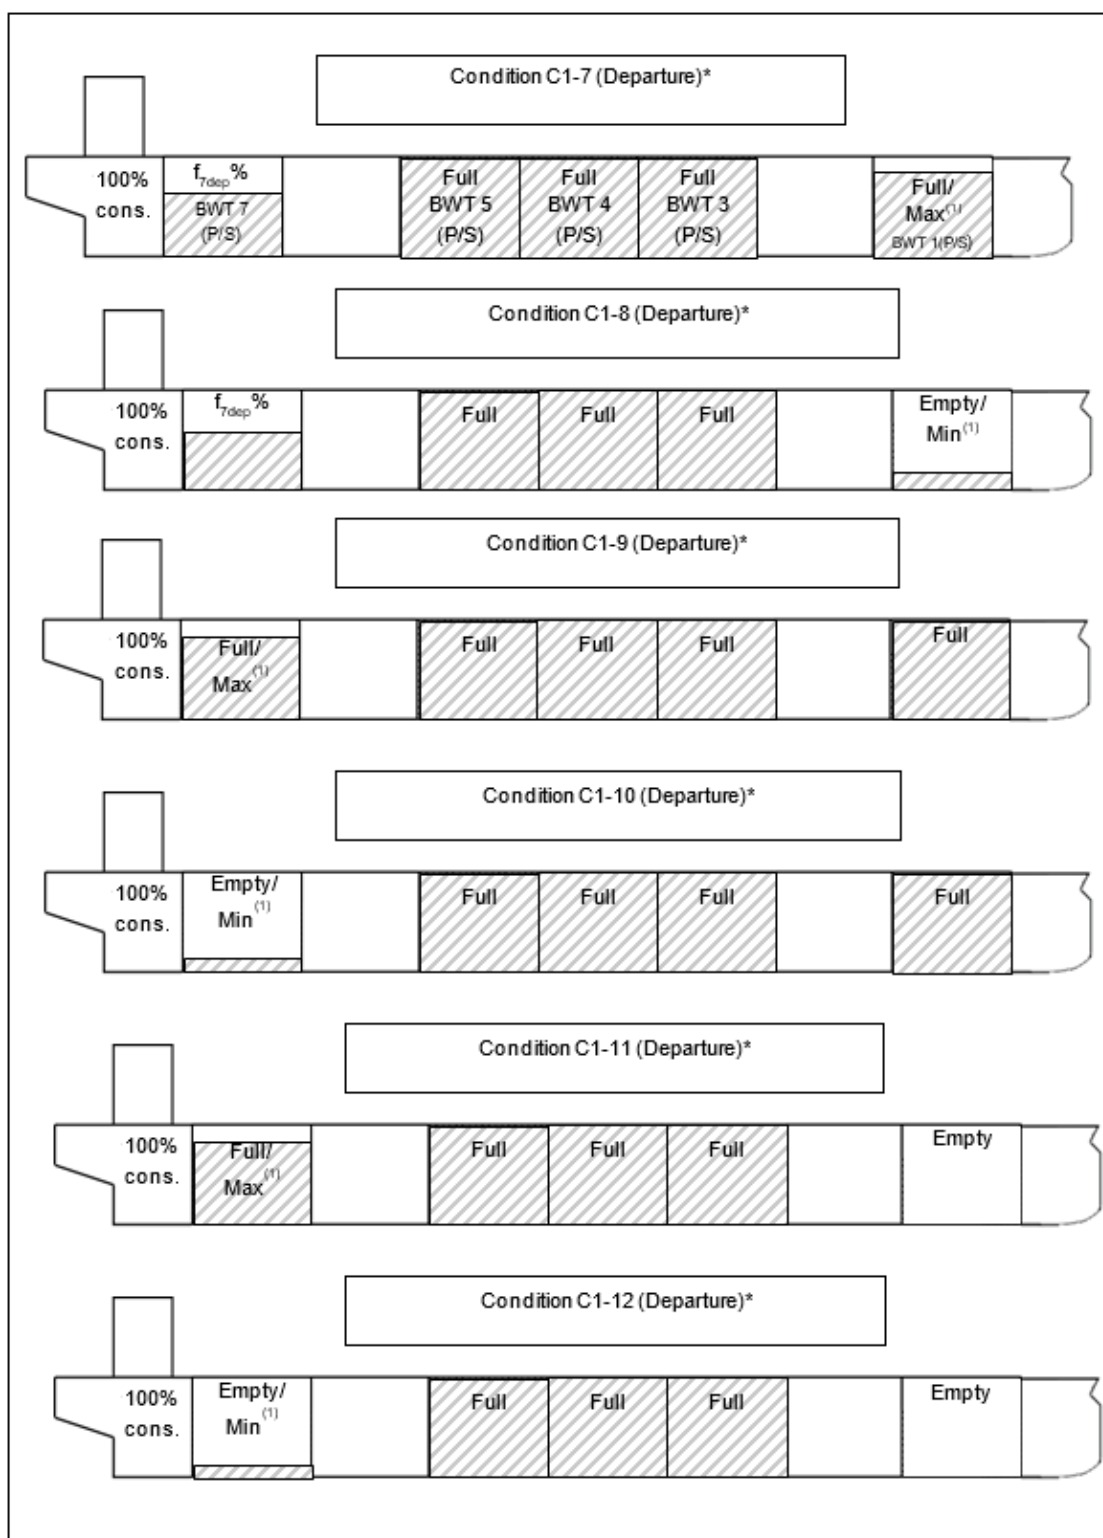 Condition C1-7 (Departure)*
100%
cons.
f7dep%
BWT 7
(P/S)
Full
BWT 5
(P/S)
Full
BWT 4
(P/S)
Full
BWT 3
(P/S)
Full/
Max(1)
BWT 1(P/S)
Condition C1-8 (Departure)*
100%
cons.
f7dep%
Full
Full
Full
Empty/
Min(1)
Condition C1-9 (Departure)*
100%
cons.
Full/
Max(1)
Full
Full
Full
Full
Condition C1-10 (Departure)*
100%
cons.
Empty/
Min(1)
Full
Full
Full
Full
Condition C1-11 (Departure)*
100%
cons.
Full/
Max(1)
Full
Full
Full
Empty
Condition C1-12 (Departure)*
100%
cons.
Empty/
Min(1)
Full
Full
Full
Empty